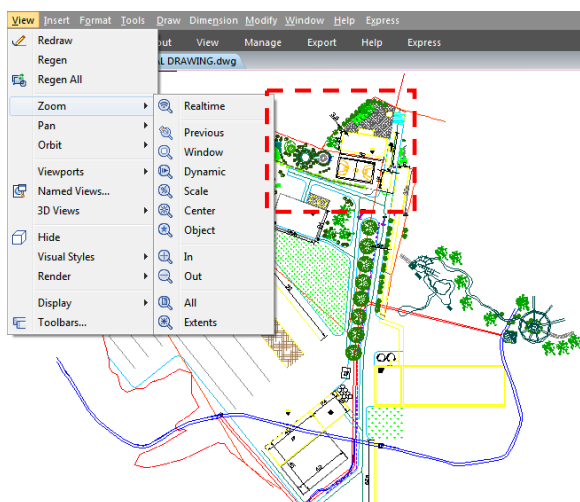 View Insert Format Tools Draw Dimension Modify Window Help Express
out View Manage Export Help Express
AL DRAWING.dwg
Redraw
Regen
Regen All
Zoom
Pan
Orbit
Viewports
Named Views...
3D Views
Hide
Visual Styles
Render
Display
Toolbars...
Realtime
Previous
Window
Dynamic
Scale
Center
Object
In
Out
All
Extents